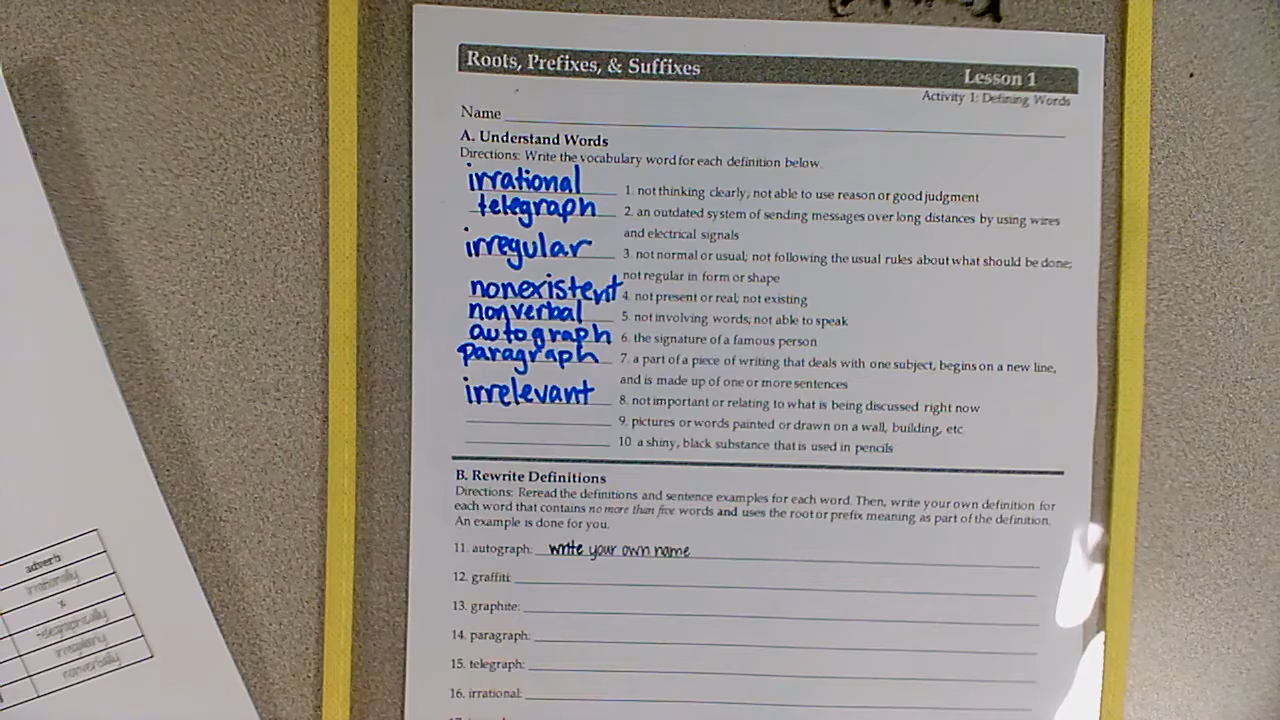 Roots, Prefixes, & Suffixes Lesson 1
Activity 1: Defining Words
Name
A. Understand Words
Directions: Write the vocabulary word for each definition below.
irrational 1. not thinking clearly; not able to use reason or good judgment
telegraph 2. an outdated system of sending messages over long distances by using wires
and electrical signals
irregular 3. not normal or usual; not following the usual rules about what should be done;
not regular in form or shape
nonexistent 4. not present or real; not existing
nonverbal 5. not involving words; not able to speak
autograph 6. the signature of a famous person
paragraph 7. a part of a piece of writing that deals with one subject, begins on a new line,
and is made up of one or more sentences
irrelevant 8. not important or relating to what is being discussed right now
9. pictures or words painted or drawn on a wall, building, etc
10. a shiny, black substance that is used in pencils
B. Rewrite Definitions
Directions: Reread the definitions and sentence examples for each word. Then, write your own definition for
each word that contains no more than five words and uses the root or prefix meaning as part of the definition.
An example is done for you.
11. autograph: write your own name
12. graffiti:
13. graphite:
14. paragraph:
15. telegraph:
16. irrational:
adverb
irrationally
x
telegraphically
irregularly
nonverbally